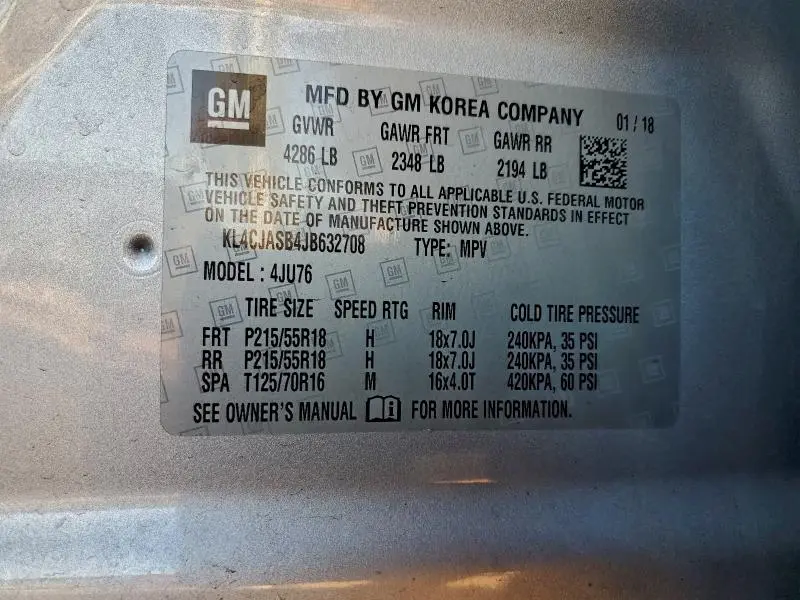 GM MFD BY GM KOREA COMPANY 01 / 18
GVWR GAWR FRT GAWR RR
4286 LB 2348 LB 2194 LB
THIS VEHICLE CONFORMS TO ALL APPLICABLE U.S. FEDERAL MOTOR
VEHICLE SAFETY AND THEFT PREVENTION STANDARDS IN EFFECT
ON THE DATE OF MANUFACTURE SHOWN ABOVE.
KL4CJASB4JB632708 TYPE: MPV
MODEL : 4JU76
TIRE SIZE SPEED RTG RIM COLD TIRE PRESSURE
FRT P215/55R18 H 18x7.0J 240KPA, 35 PSI
RR P215/55R18 H 18x7.0J 240KPA, 35 PSI
SPA T125/70R16 M 16x4.0T 420KPA, 60 PSI
SEE OWNER'S MANUAL FOR MORE INFORMATION.